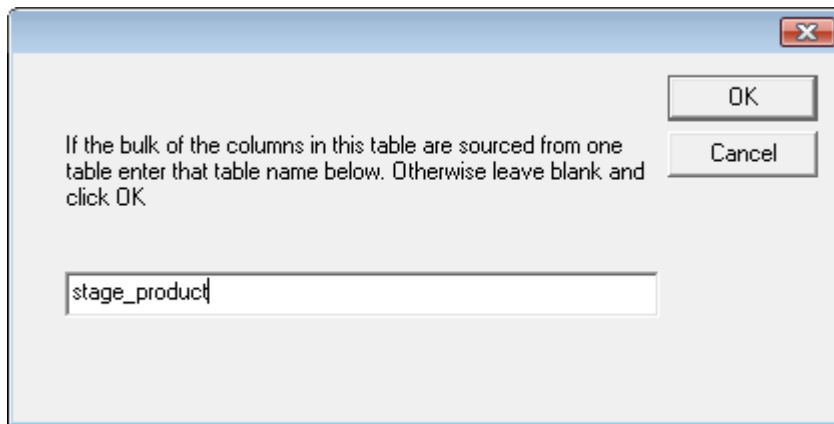 OK
If the bulk of the columns in this table are sourced from one
table enter that table name below. Otherwise leave blank and
click OK
Cancel
stage_product